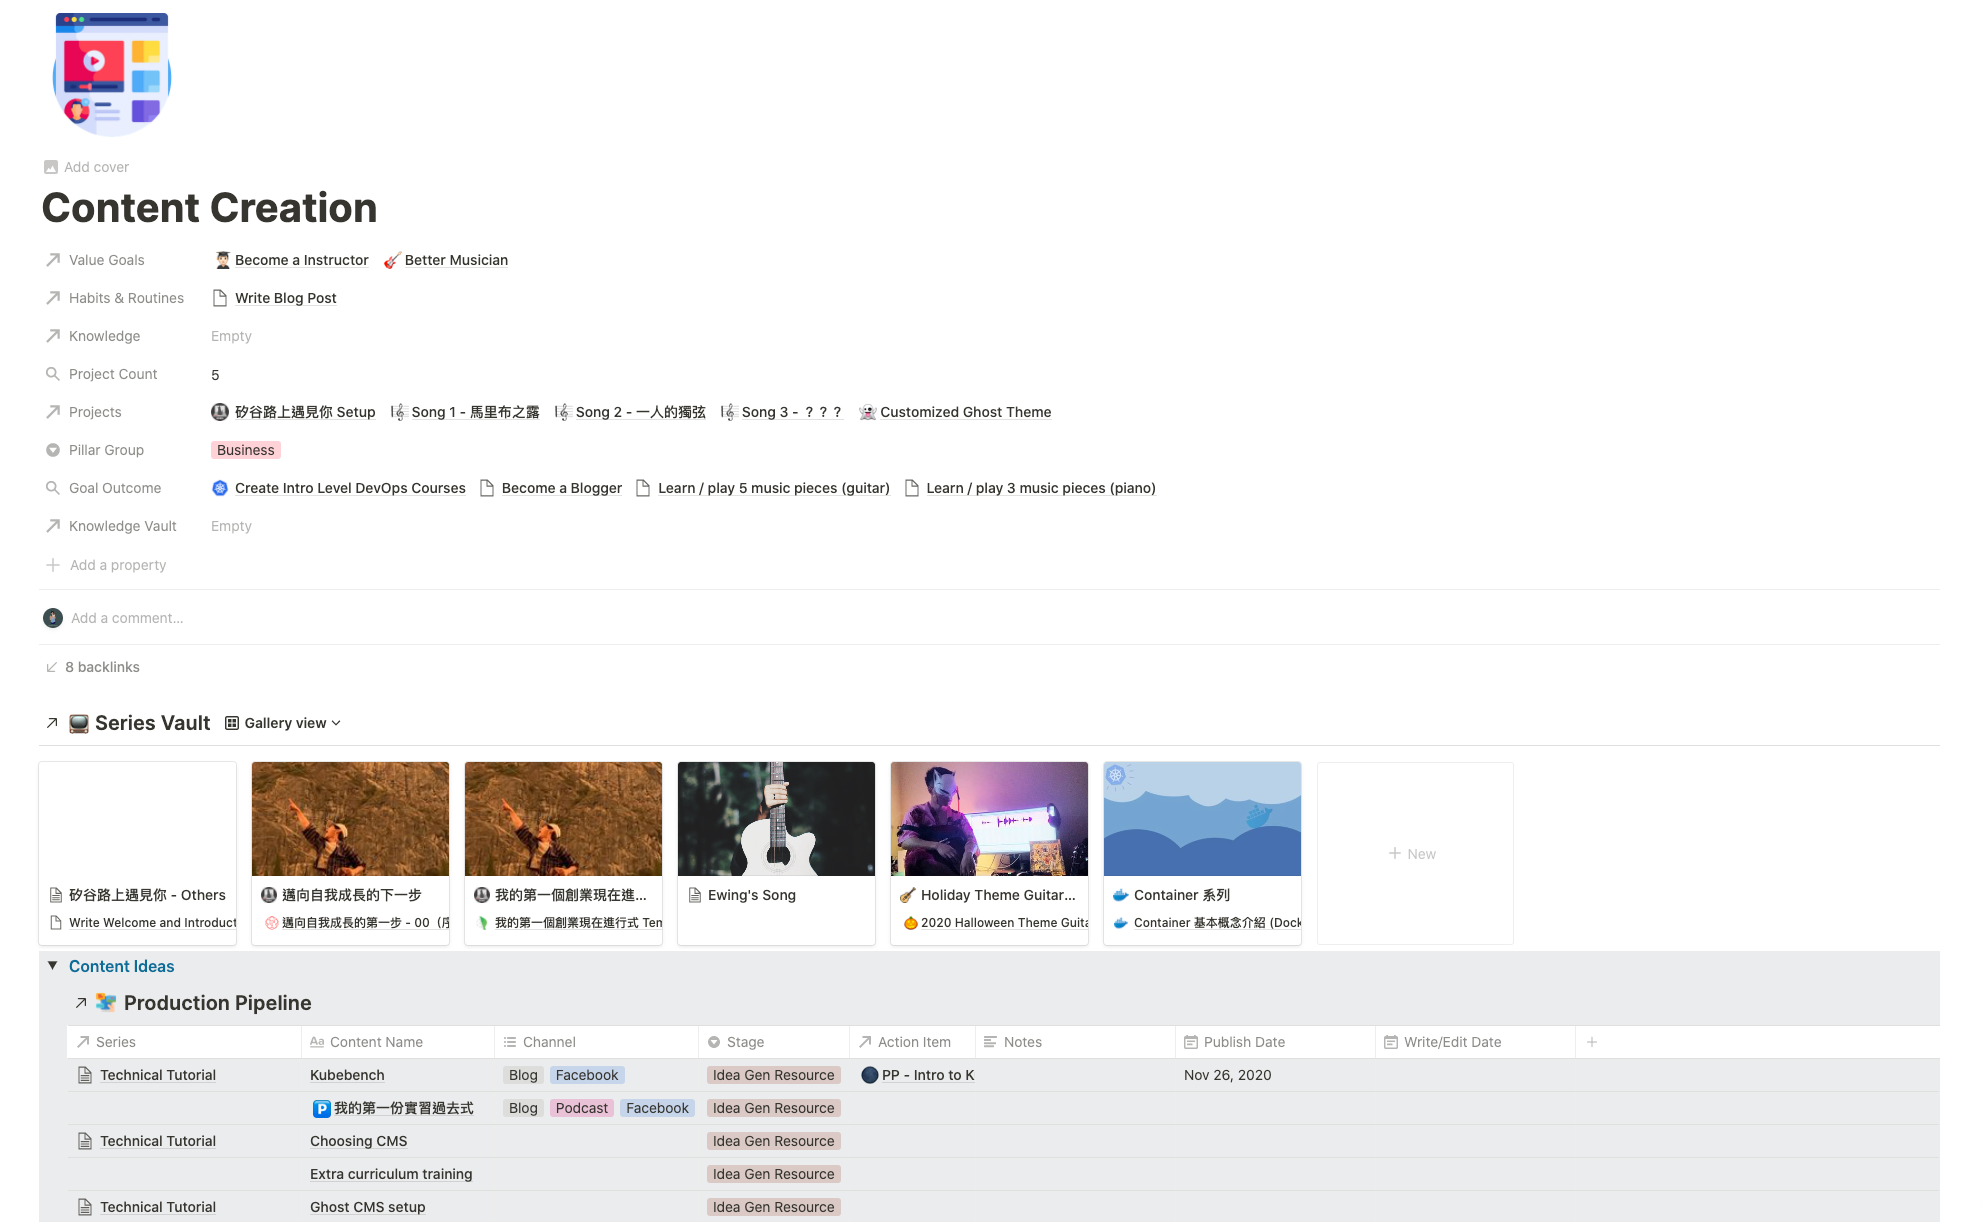 Add cover
Content Creation
Value Goals Become a Instructor Better Musician
Habits & Routines Write Blog Post
Knowledge Empty
Project Count 5
Projects 矽谷路上遇見你 Setup Song 1 - 馬里布之露 Song 2 - 一人的獨弦 Song 3 - ？？？ Customized Ghost Theme
Pillar Group Business
Goal Outcome Create Intro Level DevOps Courses Become a Blogger Learn / play 5 music pieces (guitar) Learn / play 3 music pieces (piano)
Knowledge Vault Empty
Add a property
Add a comment...
8 backlinks
Series Vault Gallery view
矽谷路上遇見你 - Others
Write Welcome and Introduct
邁向自我成長的下一步
邁向自我成長的第一步 - 00（序
我的第一個創業現在進...
我的第一個創業現在進行式 Tem
Ewing's Song
Holiday Theme Guitar...
2020 Halloween Theme Guita
Container 系列
Container 基本概念介紹 (Dock
New
Content Ideas
Production Pipeline
Series Aa Content Name Channel Stage Action Item Notes Publish Date Write/Edit Date
Technical Tutorial Kubebench Blog Facebook Idea Gen Resource PP - Intro to K Nov 26, 2020
P 我的第一份實習過去式 Blog Podcast Facebook Idea Gen Resource
Technical Tutorial Choosing CMS Idea Gen Resource
Extra curriculum training Idea Gen Resource
Technical Tutorial Ghost CMS setup Idea Gen Resource